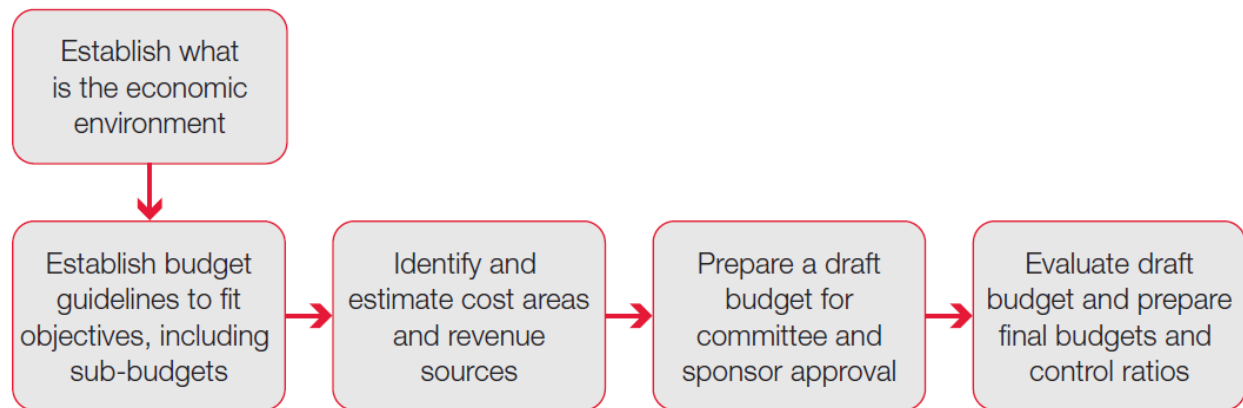 Establish what
is the economic
environment
Establish budget
guidelines to fit
objectives, including
sub-budgets
Identify and
estimate cost areas
and revenue
sources
Prepare a draft
budget for
committee and
sponsor approval
Evaluate draft
budget and prepare
final budgets and
control ratios